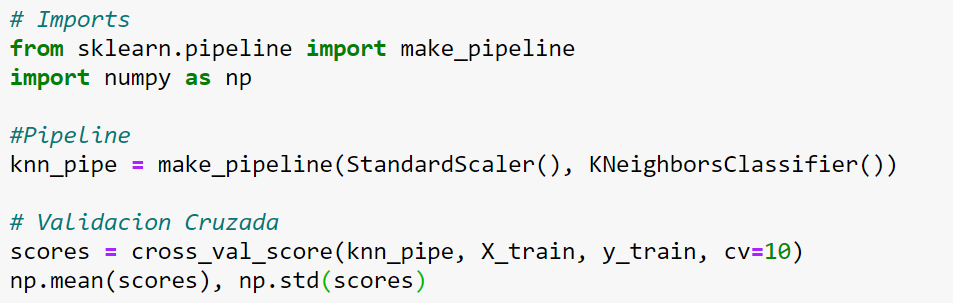 # Imports
from sklearn.pipeline import make_pipeline
import numpy as np
#Pipeline
knn_pipe = make_pipeline(StandardScaler(), KNeighborsClassifier())
# Validacion Cruzada
scores = cross_val_score(knn_pipe, X_train, y_train, cv=10)
np.mean(scores), np.std(scores)